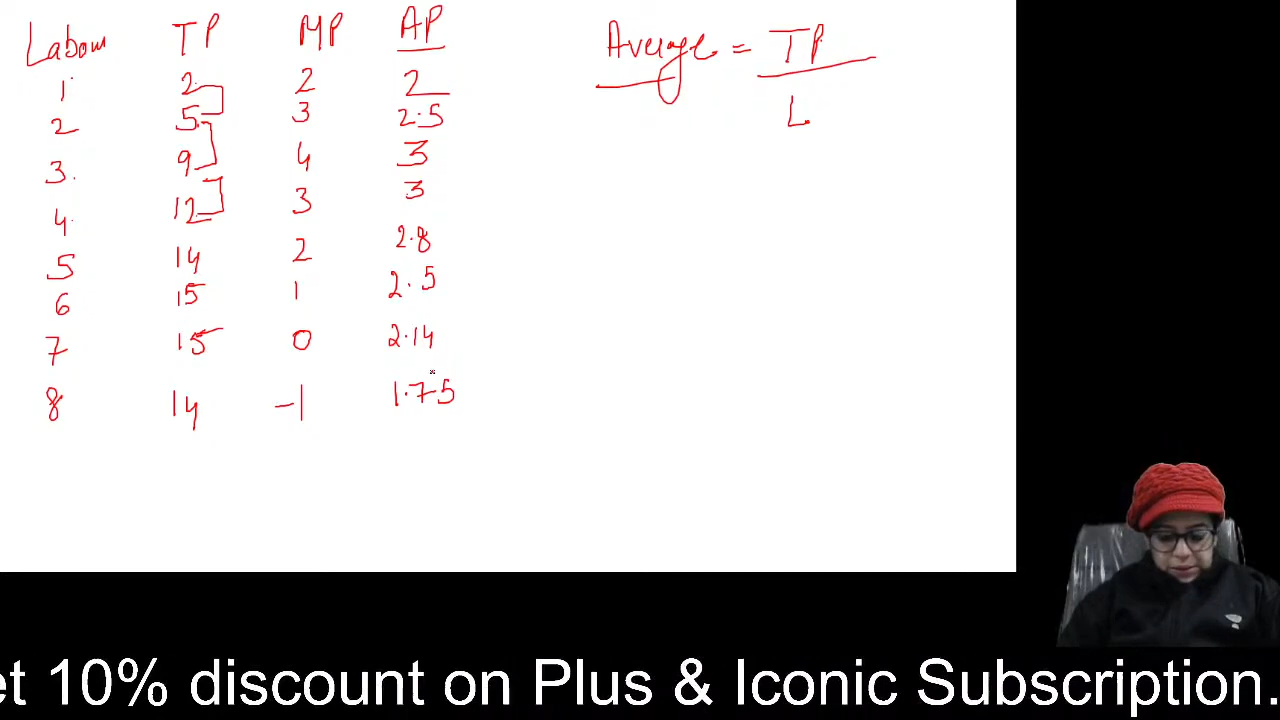 Labour TP MP AP
1 2 2 2
2 5 3 2.5
3. 9 4 3
4. 12 3 3
5 14 2 2.8
6 15 1 2.5
7 15 0 2.14
8 14 -1 1.75
Average = TP
L
et 10% discount on Plus & Iconic Subscription.